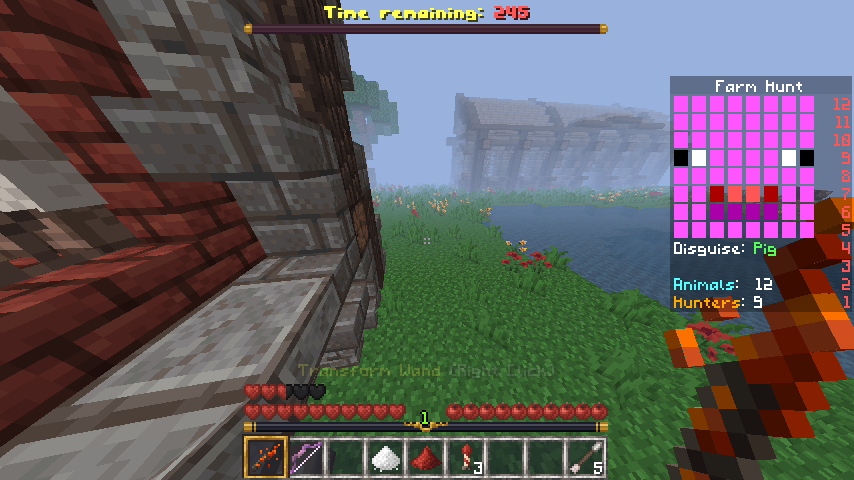 Time remaining: 245
Farm Hunt
12
11
10
9
8
7
6
5
Disguise: Pig 4
3
Animals: 12 2
Hunters: 9 1
Transform Wand (Right Click)
1
3
5